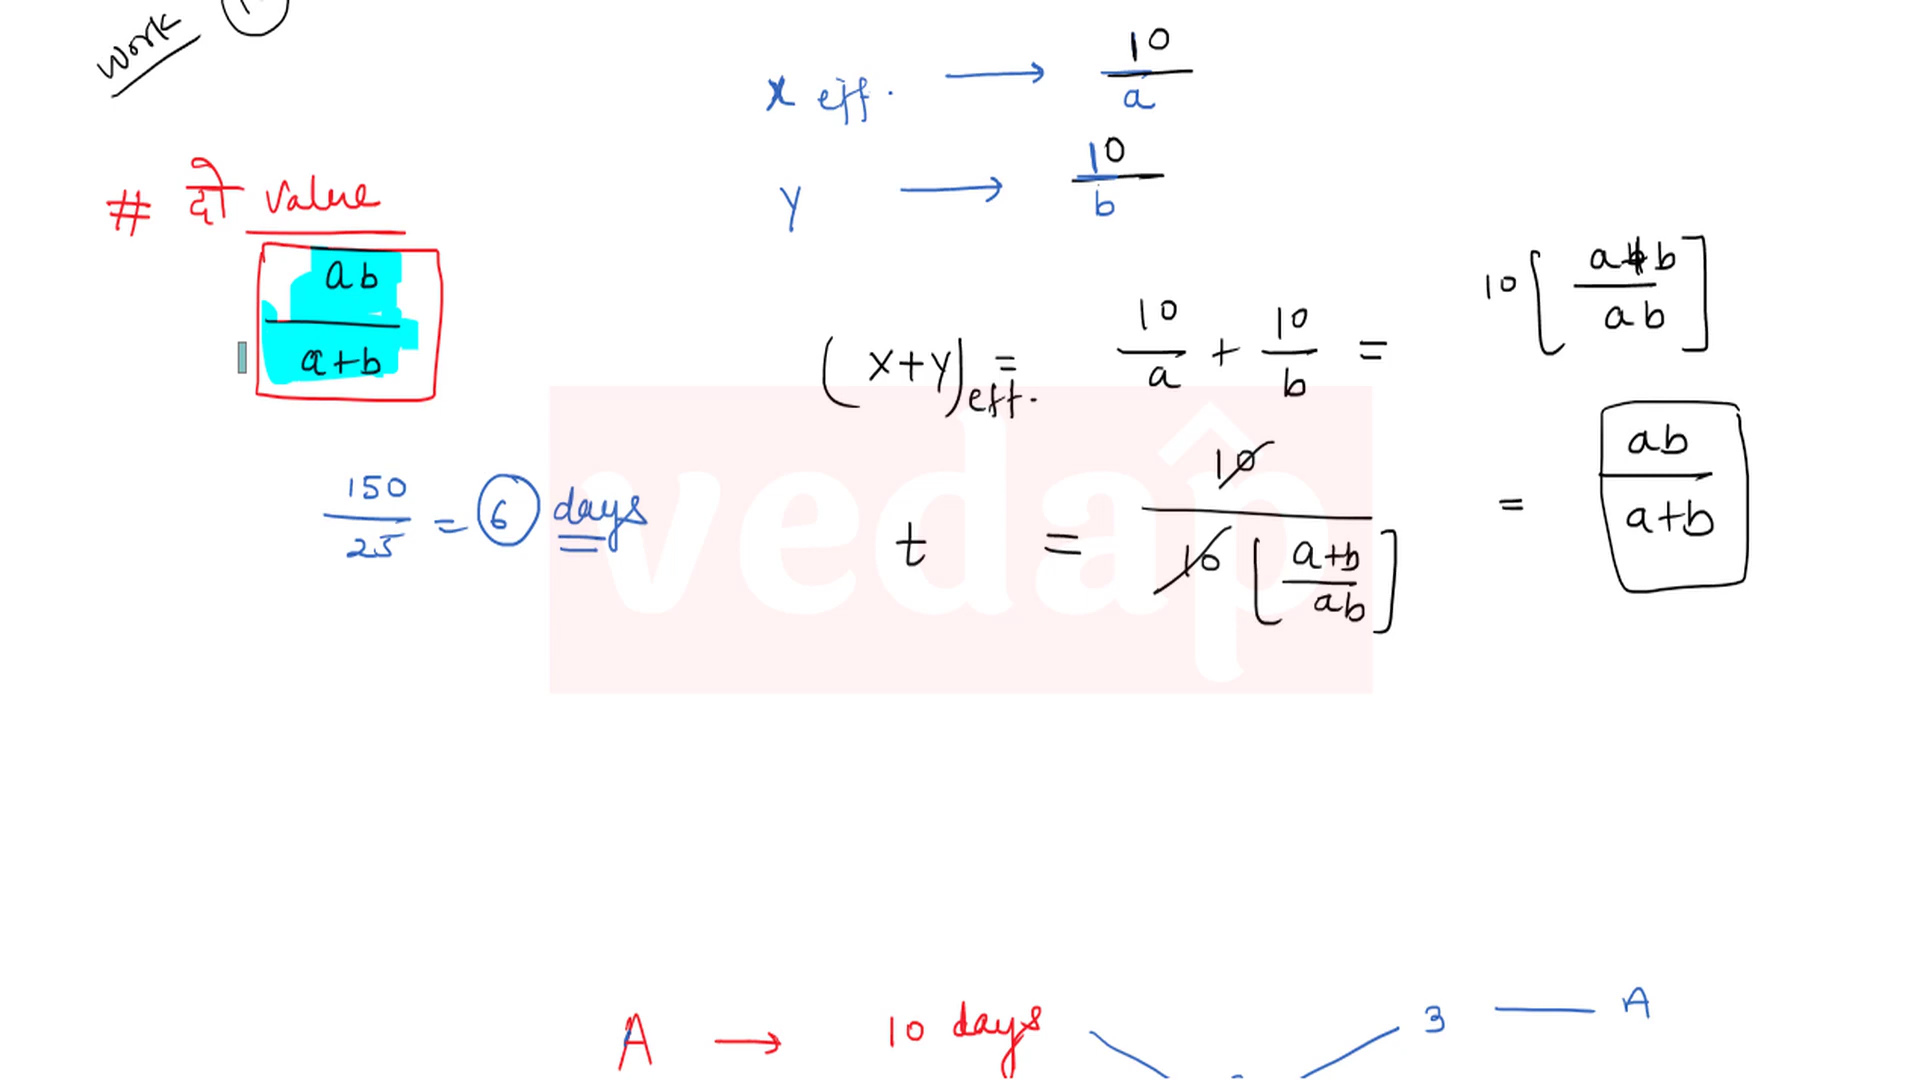 Work
# दो value
ab
a+b
150
25
= 6 days
x eff. → 10
a
y → 10
b
(x+y)eff. = 10/a + 10/b = 10[a+b/ab]
t = 10 / 10[a+b/ab] = ab/a+b
vedap
A → 10 days
3 — A